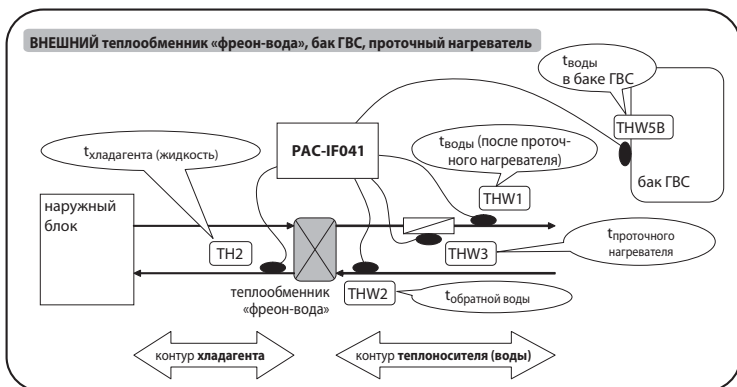 ВНЕШНИЙ теплообменник «фреон-вода», бак ГВС, проточный нагреватель
tводы
в баке ГВС
THW5B
бак ГВС
tхладагента (жидкость)
PAC-IF041
tводы (после проточ-
ного нагревателя)
THW1
наружный
блок
TH2
THW3
tпроточного
нагревателя
теплообменник
«фреон-вода»
THW2
tобратной воды
контур хладагента
контур теплоносителя (воды)